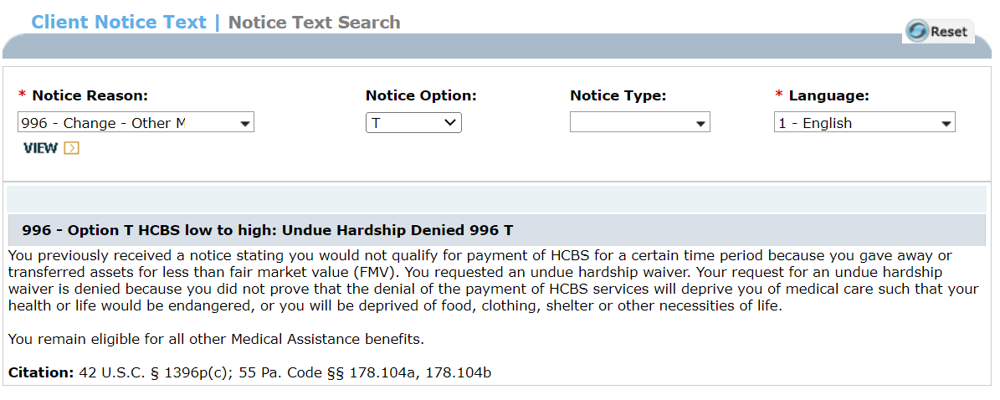 Client Notice Text | Notice Text Search
Reset
* Notice Reason:
Notice Option:
Notice Type:
* Language:
996 - Change - Other M
T
1 - English
VIEW
996 - Option T HCBS low to high: Undue Hardship Denied 996 T
You previously received a notice stating you would not qualify for payment of HCBS for a certain time period because you gave away or
transferred assets for less than fair market value (FMV). You requested an undue hardship waiver. Your request for an undue hardship
waiver is denied because you did not prove that the denial of the payment of HCBS services will deprive you of medical care such that your
health or life would be endangered, or you will be deprived of food, clothing, shelter or other necessities of life.
You remain eligible for all other Medical Assistance benefits.
Citation: 42 U.S.C. § 1396p(c); 55 Pa. Code §§ 178.104a, 178.104b